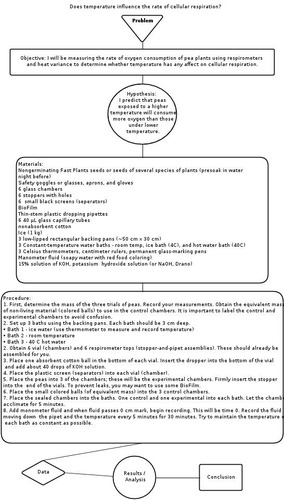 Does temperature influence the rate of cellular respiration?
Problem
Objective: I will be measuring the rate of oxygen consumption of pea plants using respirometers
and heat variance to determine whether temperature has any affect on cellular respiration.
Hypothesis:
I predict that peas
exposed to a higher
temperature will consume
more oxygen than those
under lower
temperature.
Materials:
Nongerminating Fast Plants seeds or seeds of several species of plants (presoak in water
night before)
Safety goggles or glasses, aprons, and gloves
6 glass chambers
6 stoppers with holes
6 small black screens (separators)
BioFilm
Thin-stem plastic dropping pipettes
6 40 µL glass capillary tubes
nonabsorbent cotton
Ice (1 kg)
3 low-lipped rectangular backing pans (~50 cm x 30 cm)
3 Constant-temperature water baths - room temp, ice bath (4C), and hot water bath (40C)
3 Celsius thermometers, centimeter rulers, permanent glass-marking pens
Manometer fluid (soapy water with red food coloring)
15% solution of KOH, potassium hydroxide solution (or NaOH, Drano)
Procedure:
1. First, determine the mass of the three trials of peas. Record your measurements. Obtain the equivalent mass
of non-living material (colored balls) to use in the control chambers. It is important to label the control and
experimental chambers to avoid confusion.
2. Set up 3 baths using the backing pans. Each bath should be 3 cm deep.
• Bath 1 - ice water (use thermometer to measure and record temperature)
• Bath 2 - room temperature
• Bath 3 - 40 C hot water
2. Obtain 6 vial (chambers) and 6 respirometer tops (stopper-and-pipet assemblies). These should already be
assembled for you.
3. Place one absorbent cotton ball in the bottom of each vial. Insert the dropper into the bottom of the vial
and add about 40 drops of KOH solution.
4. Place the plastic screen (separators) into each vial (chamber).
5. Place the peas into 3 of the chambers; these will be the experimental chambers. Firmly insert the stopper
into the end of the vials. To prevent leaks, you may want to use some BioFilm.
6. Place the small colored balls (of equivalent mass) into the 3 control chambers.
7. Place the sealed chambers into the baths. One control and one experimental into each bath. Let the chambers
acclimate for 5 minutes.
8. Add manometer fluid and when fluid passes 0 cm mark, begin recording. This will be time 0. Record the fluid
moving down the pipet and the temperature every 5 minutes for 30 minutes. Try to maintain the temperature of
each bath as constant as possible.
Data
Results /
Analysis
Conclusion